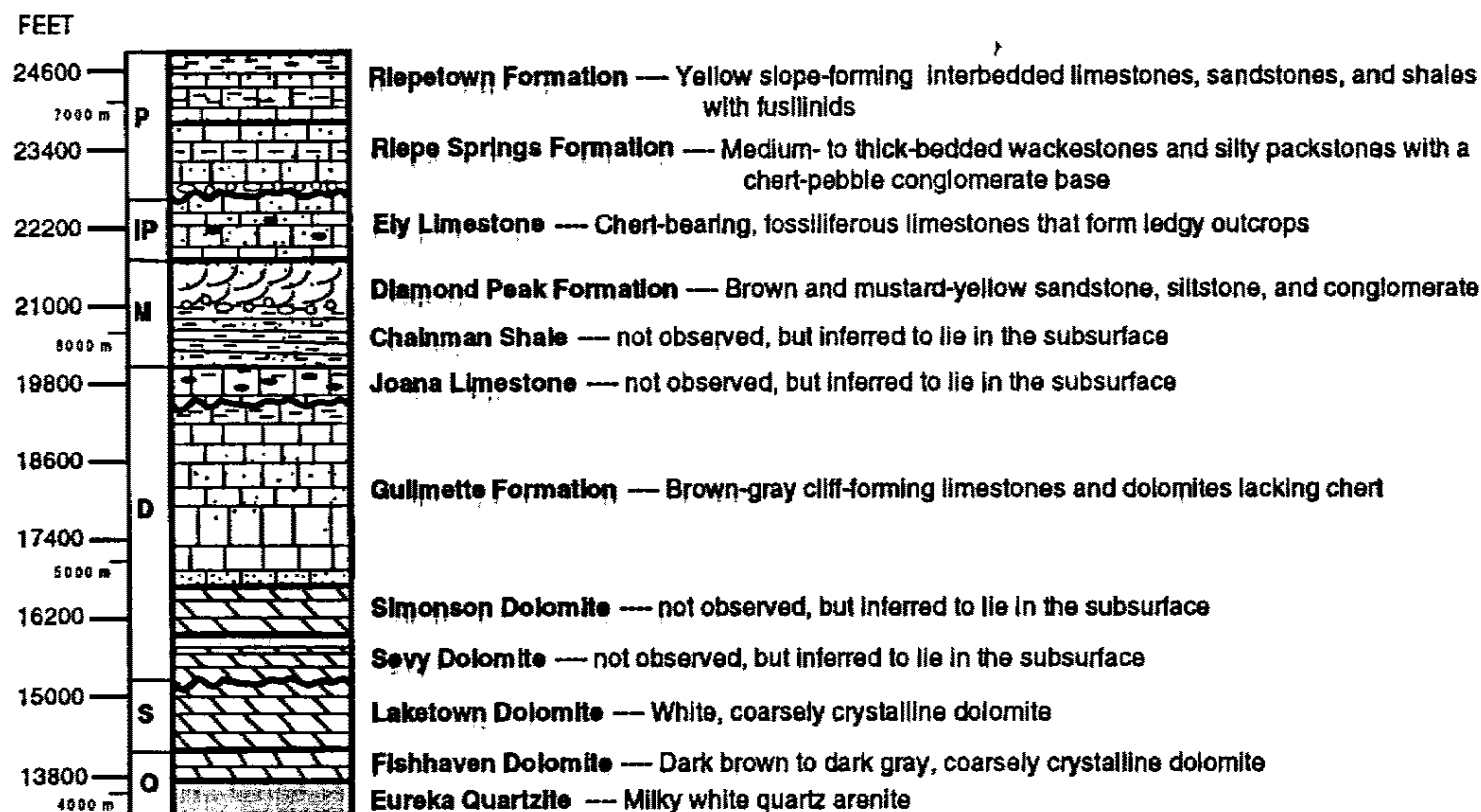 FEET
24600
7000 m
23400
22200
21000
6000 m
19800
18600
17400
5000 m
16200
15000
13800
4000 m
P
IP
M
D
S
O
Riepetown Formation --- Yellow slope-forming interbedded limestones, sandstones, and shales
with fusilinids
Riepe Springs Formation --- Medium- to thick-bedded wackestones and silty packstones with a
chert-pebble conglomerate base
Ely Limestone --- Chert-bearing, fossiliferous limestones that form ledgy outcrops
Diamond Peak Formation --- Brown and mustard-yellow sandstone, siltstone, and conglomerate
Chainman Shale --- not observed, but inferred to lie in the subsurface
Joana Limestone --- not observed, but inferred to lie in the subsurface
Guilmette Formation --- Brown-gray cliff-forming limestones and dolomites lacking chert
Simonson Dolomite --- not observed, but inferred to lie in the subsurface
Sevy Dolomite --- not observed, but inferred to lie in the subsurface
Laketown Dolomite --- White, coarsely crystalline dolomite
Fishhaven Dolomite --- Dark brown to dark gray, coarsely crystalline dolomite
Eureka Quartzite --- Milky white quartz arenite